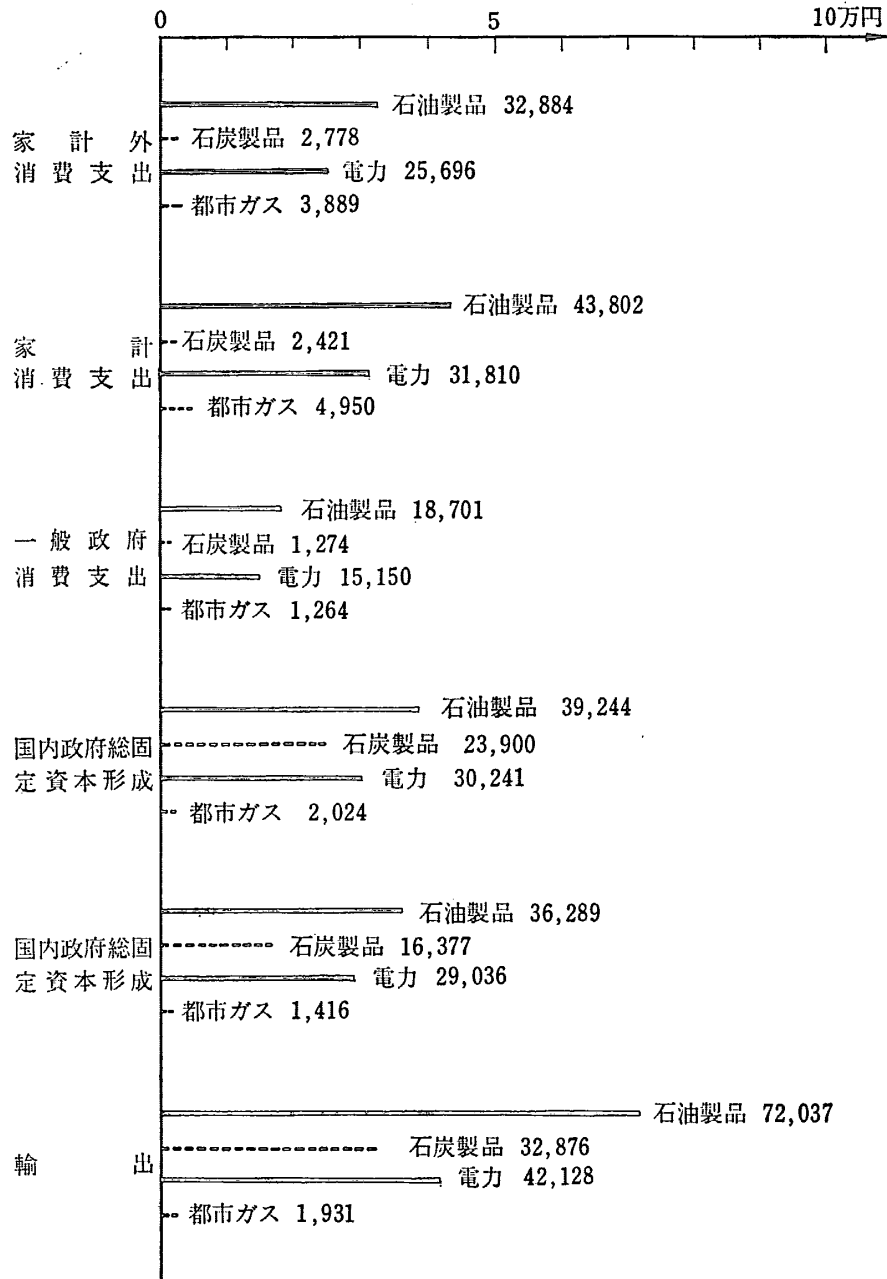 0 5 10万円
石油製品 32,884
家計外 石炭製品 2,778
消費支出 電力 25,696
都市ガス 3,889
石油製品 43,802
家計 石炭製品 2,421
消費支出 電力 31,810
都市ガス 4,950
石油製品 18,701
一般政府 石炭製品 1,274
消費支出 電力 15,150
都市ガス 1,264
石油製品 39,244
国内政府総固 石炭製品 23,900
定資本形成 電力 30,241
都市ガス 2,024
石油製品 36,289
国内政府総固 石炭製品 16,377
定資本形成 電力 29,036
都市ガス 1,416
石油製品 72,037
石炭製品 32,876
輸出 電力 42,128
都市ガス 1,931